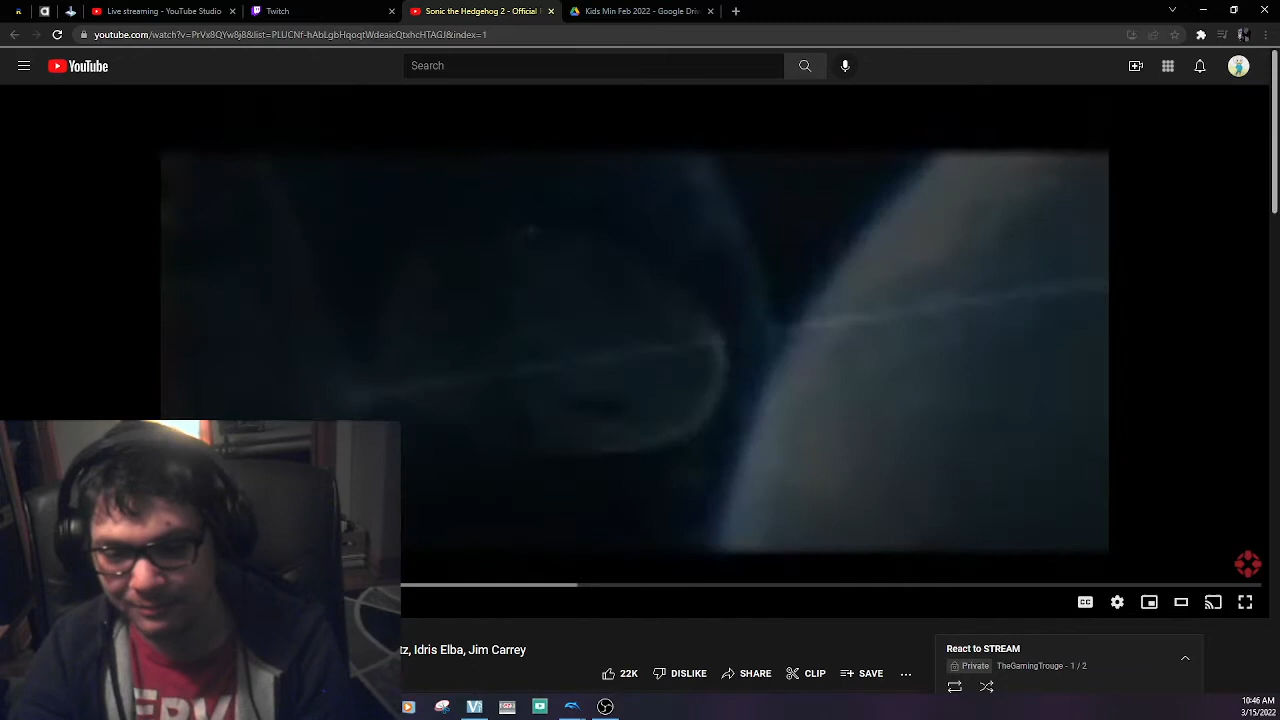 Live streaming - YouTube Studio
Twitch
Sonic the Hedgehog 2 - Official
Kids Min Feb 2022 - Google Driv
youtube.com/watch?v=PrVx8QYw8j8&list=PLUCNf-hAbLgbHqoqtWdeaicQtxhcHTAGJ&index=1
YouTube
Search
CC
tz, Idris Elba, Jim Carrey
22K
DISLIKE
SHARE
CLIP
SAVE
React to STREAM
Private
TheGamingTrouge - 1 / 2
10:46 AM
3/15/2022